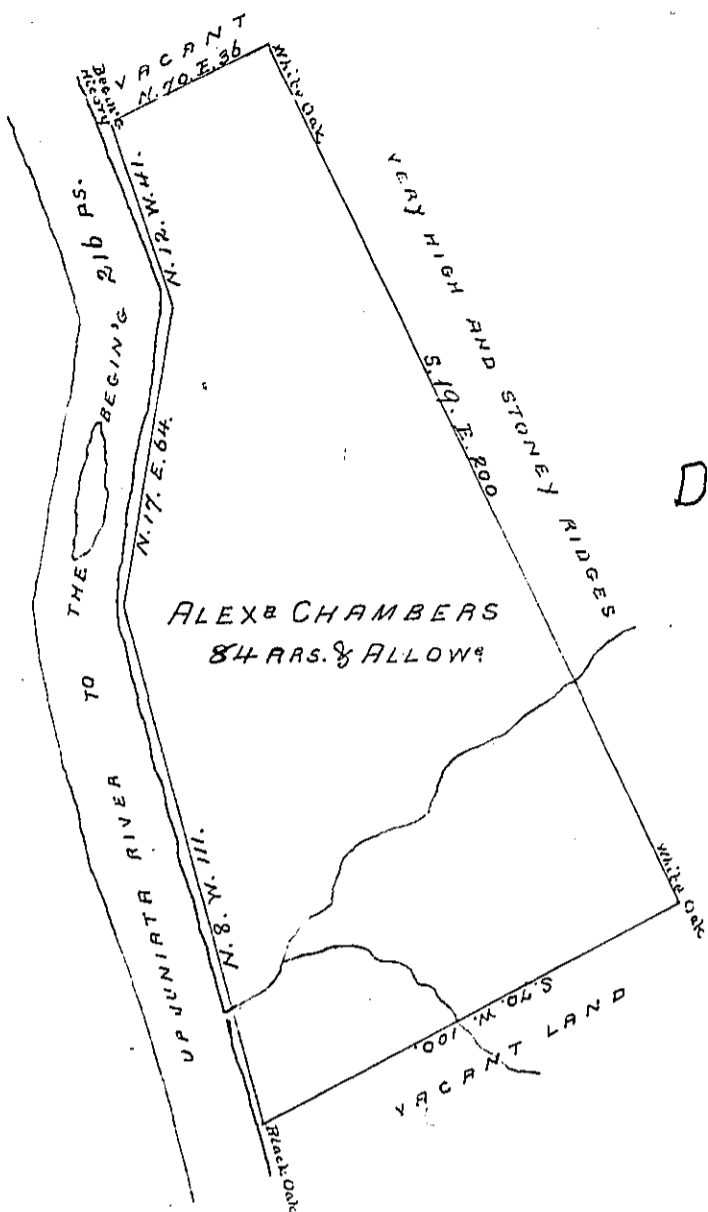 VACANT
N. 70. E. 36
Begin'g
Hicory
White Oak
N. 12. W. 41.
VERY HIGH AND STONEY RIDGES
S. 19. E. 200
N. 17. E. 64.
D
ALEXR CHAMBERS
84 ARS. & ALLOWE
UP JUNIATA RIVER TO THE BEGIN'G 216 PS.
N. 8. W. 111.
White Oak
S. 70. W. 100.
VACANT LAND
Black Oak